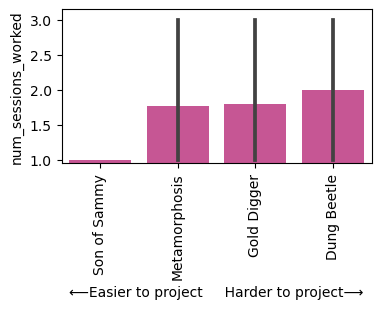 num_sessions_worked
3.0
2.5
2.0
1.5
1.0
Son of Sammy
Metamorphosis
Gold Digger
Dung Beetle
⟵Easier to project
Harder to project⟶